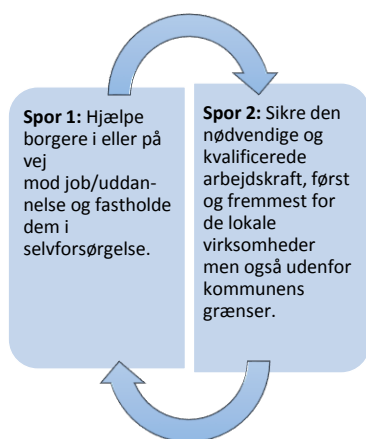 Spor 1: Hjælpe
borgere i eller på
vej
mod job/uddan-
nelse og fastholde
dem i
selvforsørgelse.
Spor 2: Sikre den
nødvendige og
kvalificerede
arbejdskraft, først
og fremmest for
de lokale
virksomheder
men også udenfor
kommunens
grænser.